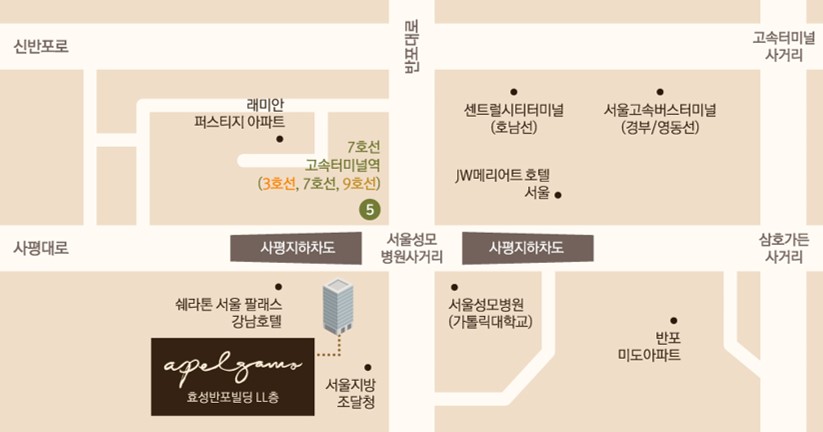 신반포로
반포대로
고속터미널
사거리
래미안
퍼스티지 아파트
센트럴시티터미널
(호남선)
서울고속버스터미널
(경부/영동선)
7호선
고속터미널역
(3호선, 7호선, 9호선)
5
JW메리어트 호텔
서울
사평대로
사평지하차도
서울성모
병원사거리
사평지하차도
삼호가든
사거리
쉐라톤 서울 팔래스
강남호텔
서울성모병원
(가톨릭대학교)
반포
미도아파트
apelgamo
효성반포빌딩 LL층
서울지방
조달청